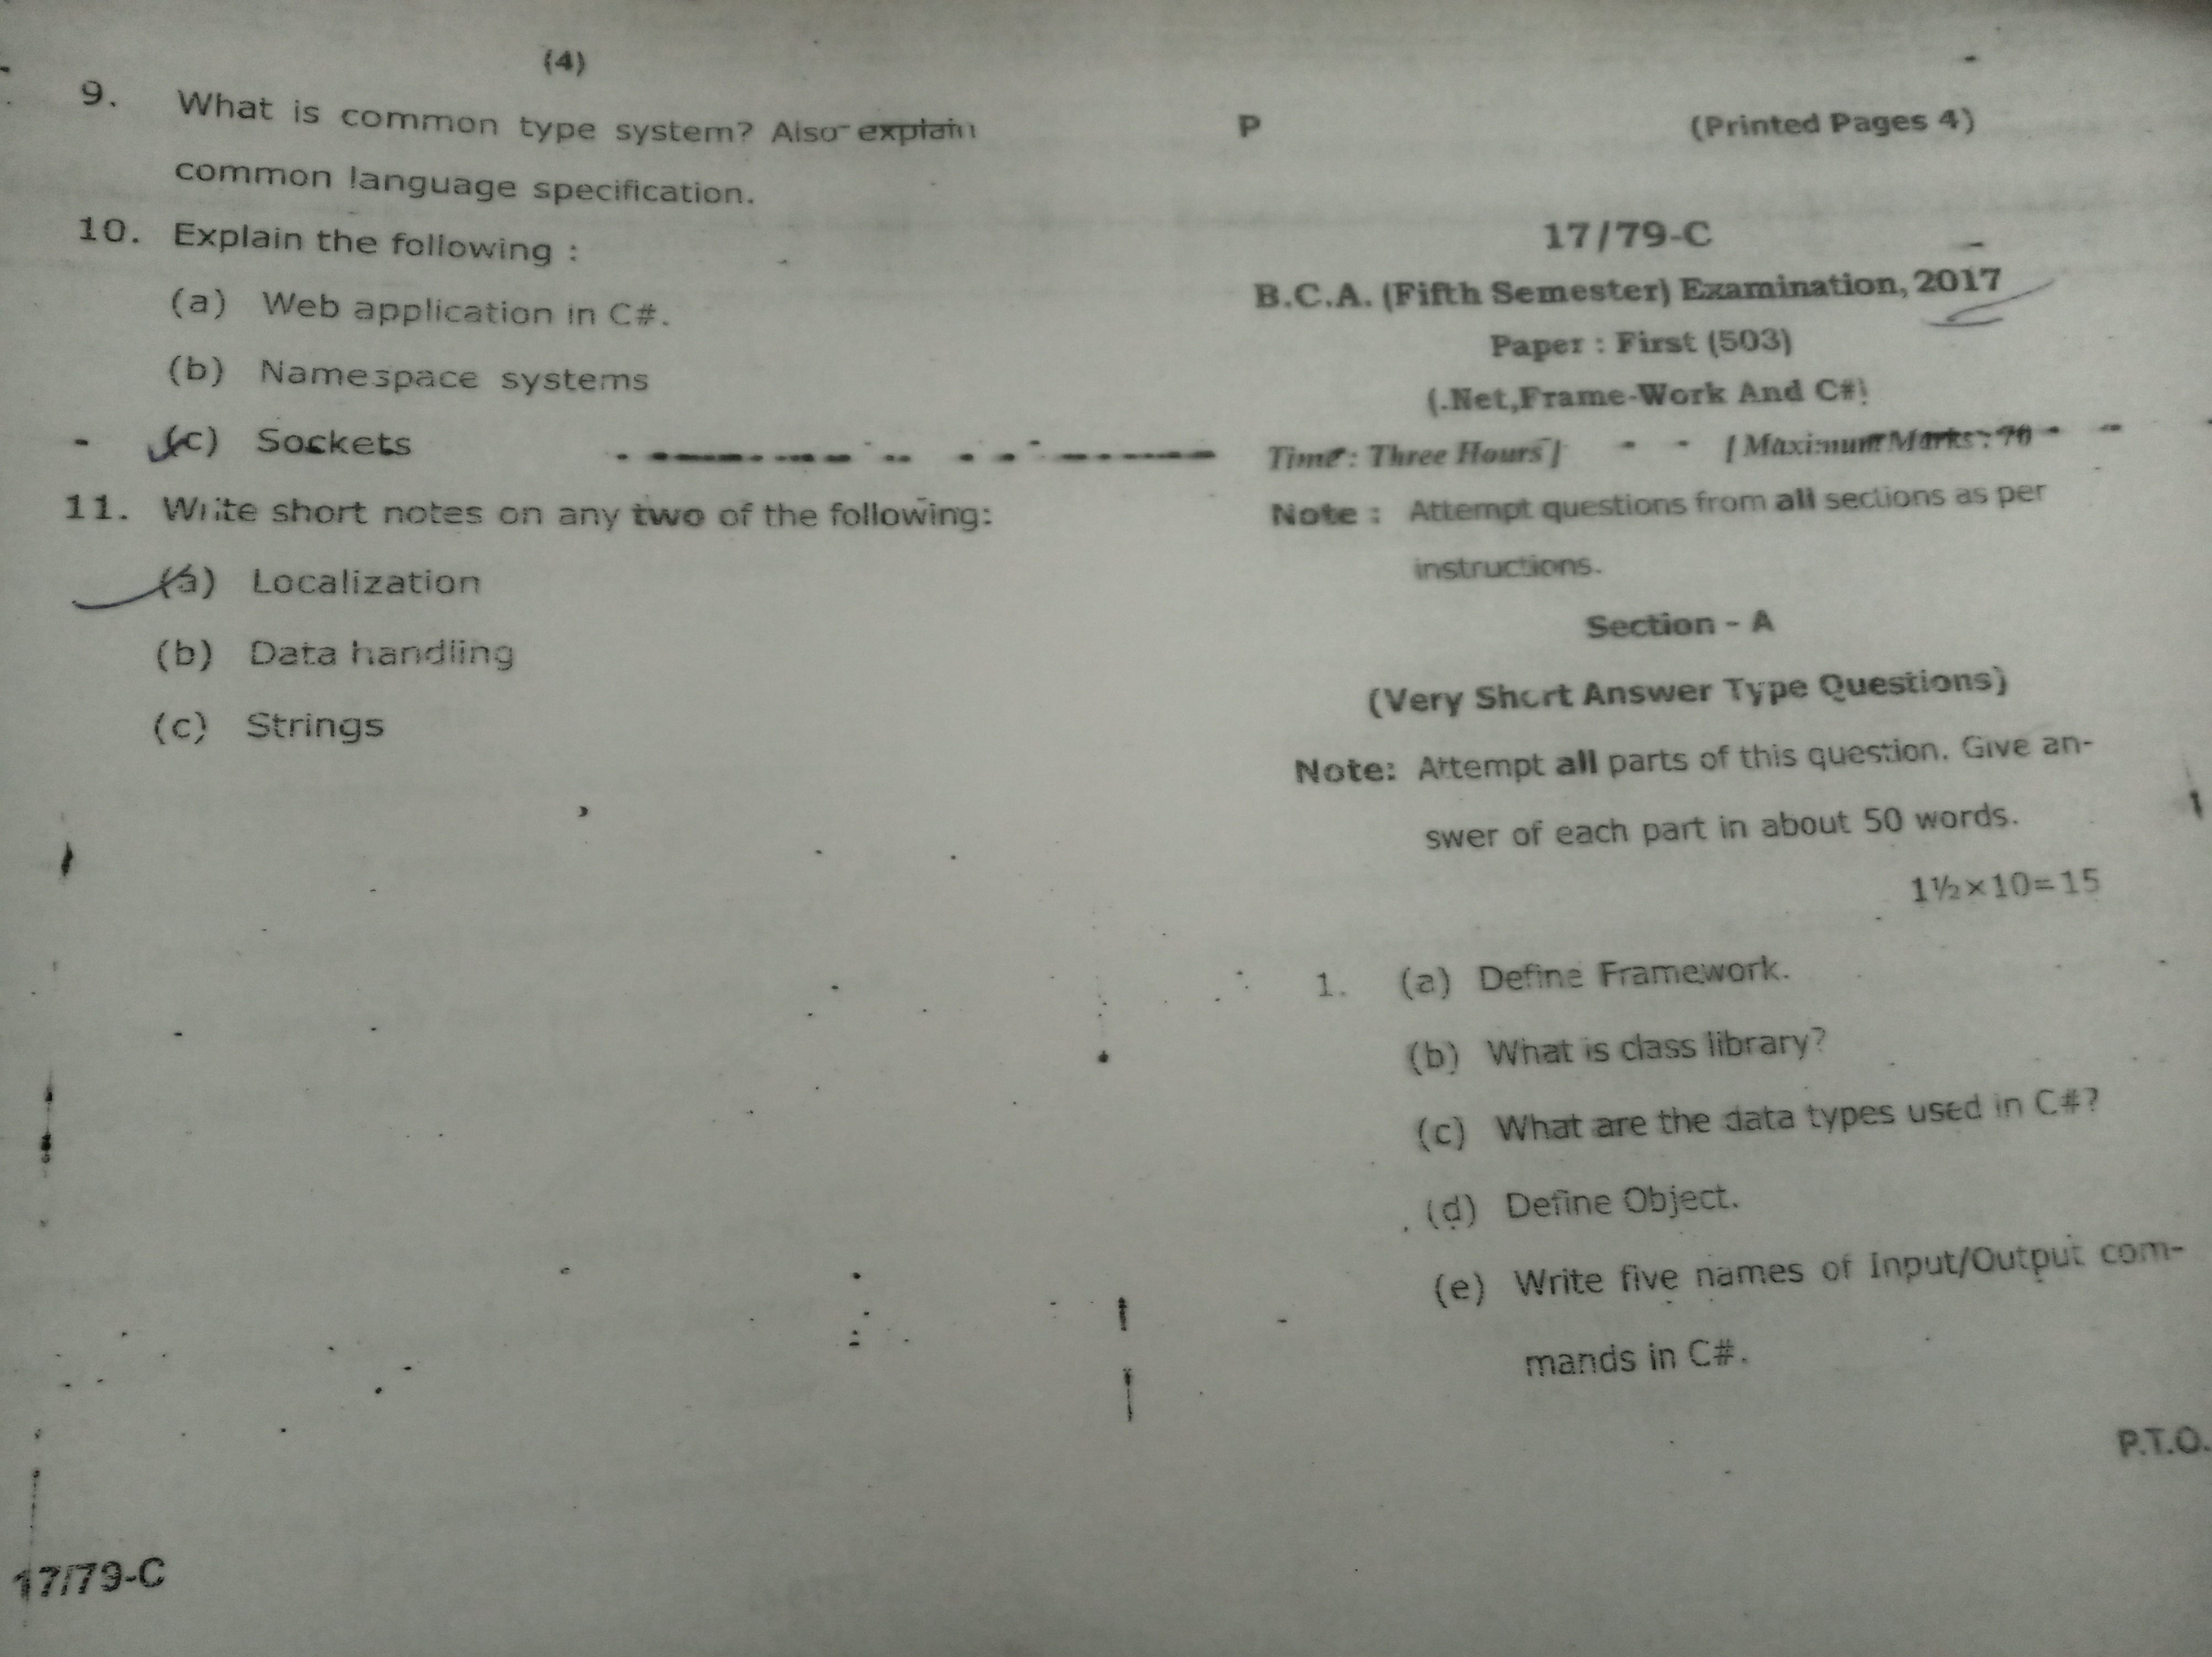 (4)
9. What is common type system? Also explain
common language specification.
10. Explain the following :
(a) Web application in C#.
(b) Namespace systems
(c) Sockets
11. Write short notes on any two of the following:
(a) Localization
(b) Data handling
(c) Strings
17/79-C
P (Printed Pages 4)
17/79-C
B.C.A. (Fifth Semester) Examination, 2017
Paper : First (503)
(.Net,Frame-Work And C#)
Time : Three Hours] [Maximum Marks : 70
Note : Attempt questions from all sections as per
instructions.
Section - A
(Very Short Answer Type Questions)
Note: Attempt all parts of this question. Give an-
swer of each part in about 50 words.
1½×10=15
1. (a) Define Framework.
(b) What is class library?
(c) What are the data types used in C#?
(d) Define Object.
(e) Write five names of Input/Output com-
mands in C#.
P.T.O.